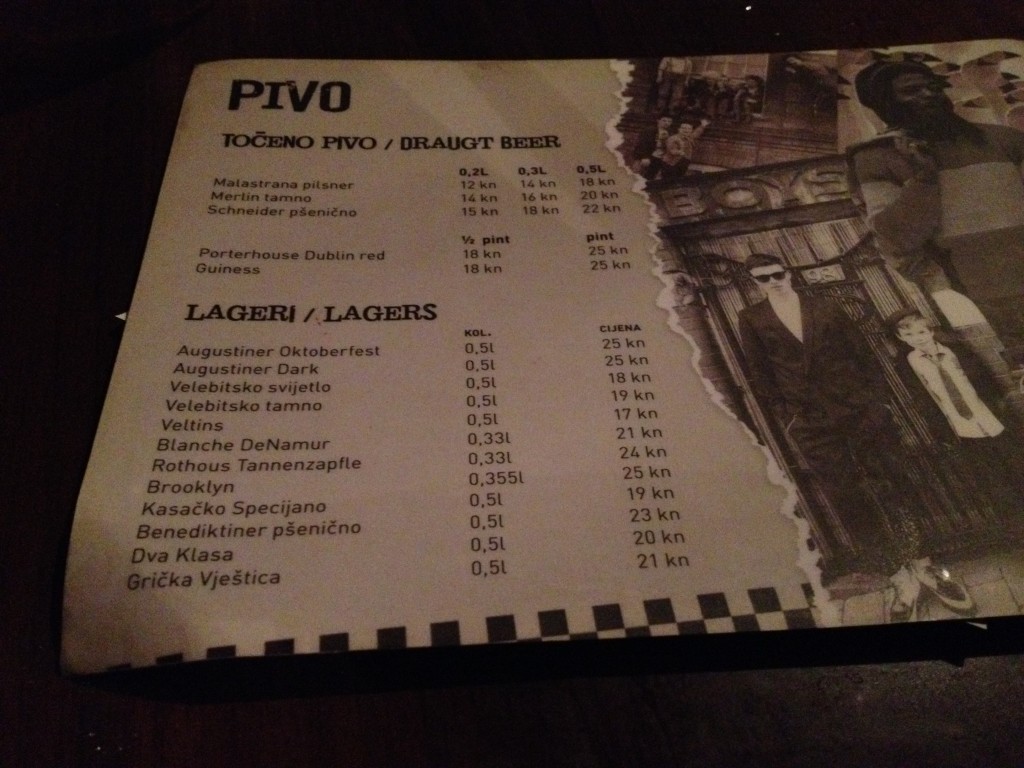 PIVO
TOČENO PIVO / DRAUGT BEER
0,2L 0,3L 0,5L
Malastrana pilsner 12 kn 14 kn 18 kn
Merlin tamno 14 kn 16 kn 20 kn
Schneider pšenično 15 kn 18 kn 22 kn
½ pint pint
Porterhouse Dublin red 18 kn 25 kn
Guiness 18 kn 25 kn
LAGERI / LAGERS
KOL. CIJENA
Augustiner Oktoberfest 0,5l 25 kn
Augustiner Dark 0,5l 25 kn
Velebitsko svijetlo 0,5l 18 kn
Velebitsko tamno 0,5l 19 kn
Veltins 0,5l 17 kn
Blanche DeNamur 0,33l 21 kn
Rothous Tannenzapfle 0,33l 24 kn
Brooklyn 0,355l 25 kn
Kasačko Specijano 0,5l 19 kn
Benediktiner pšenično 0,5l 23 kn
Dva Klasa 0,5l 20 kn
Grička Vještica 0,5l 21 kn
BOYS